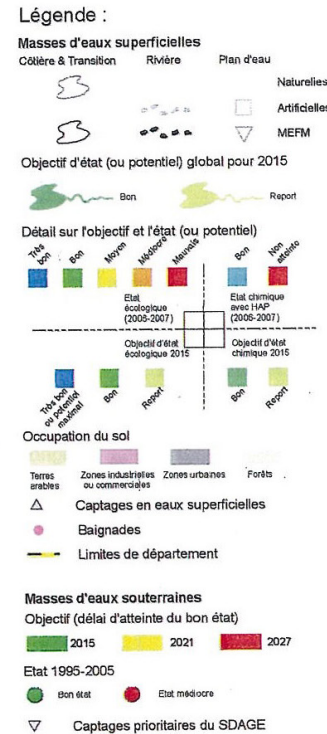 Légende :
Masses d'eaux superficielles
Côtière & Transition Rivière Plan d'eau
Naturelles
Artificielles
MEFM
Objectif d'état (ou potentiel) global pour 2015
Bon Report
Détail sur l'objectif et l'état (ou potentiel)
Très bon Bon Moyen Médiocre Mauvais Bon Non atteinte
Etat écologique (2006-2007) Etat chimique avec HAP (2006-2007)
Objectif d'état écologique 2015 Objectif d'état chimique 2015
Très bon ou potentiel maximal Bon Report Bon Report
Occupation du sol
Terres arables Zones industrielles ou commerciales Zones urbaines Forêts
Captages en eaux superficielles
Baignades
Limites de département
Masses d'eaux souterraines
Objectif (délai d'atteinte du bon état)
2015 2021 2027
Etat 1995-2005
Bon état Etat médiocre
Captages prioritaires du SDAGE